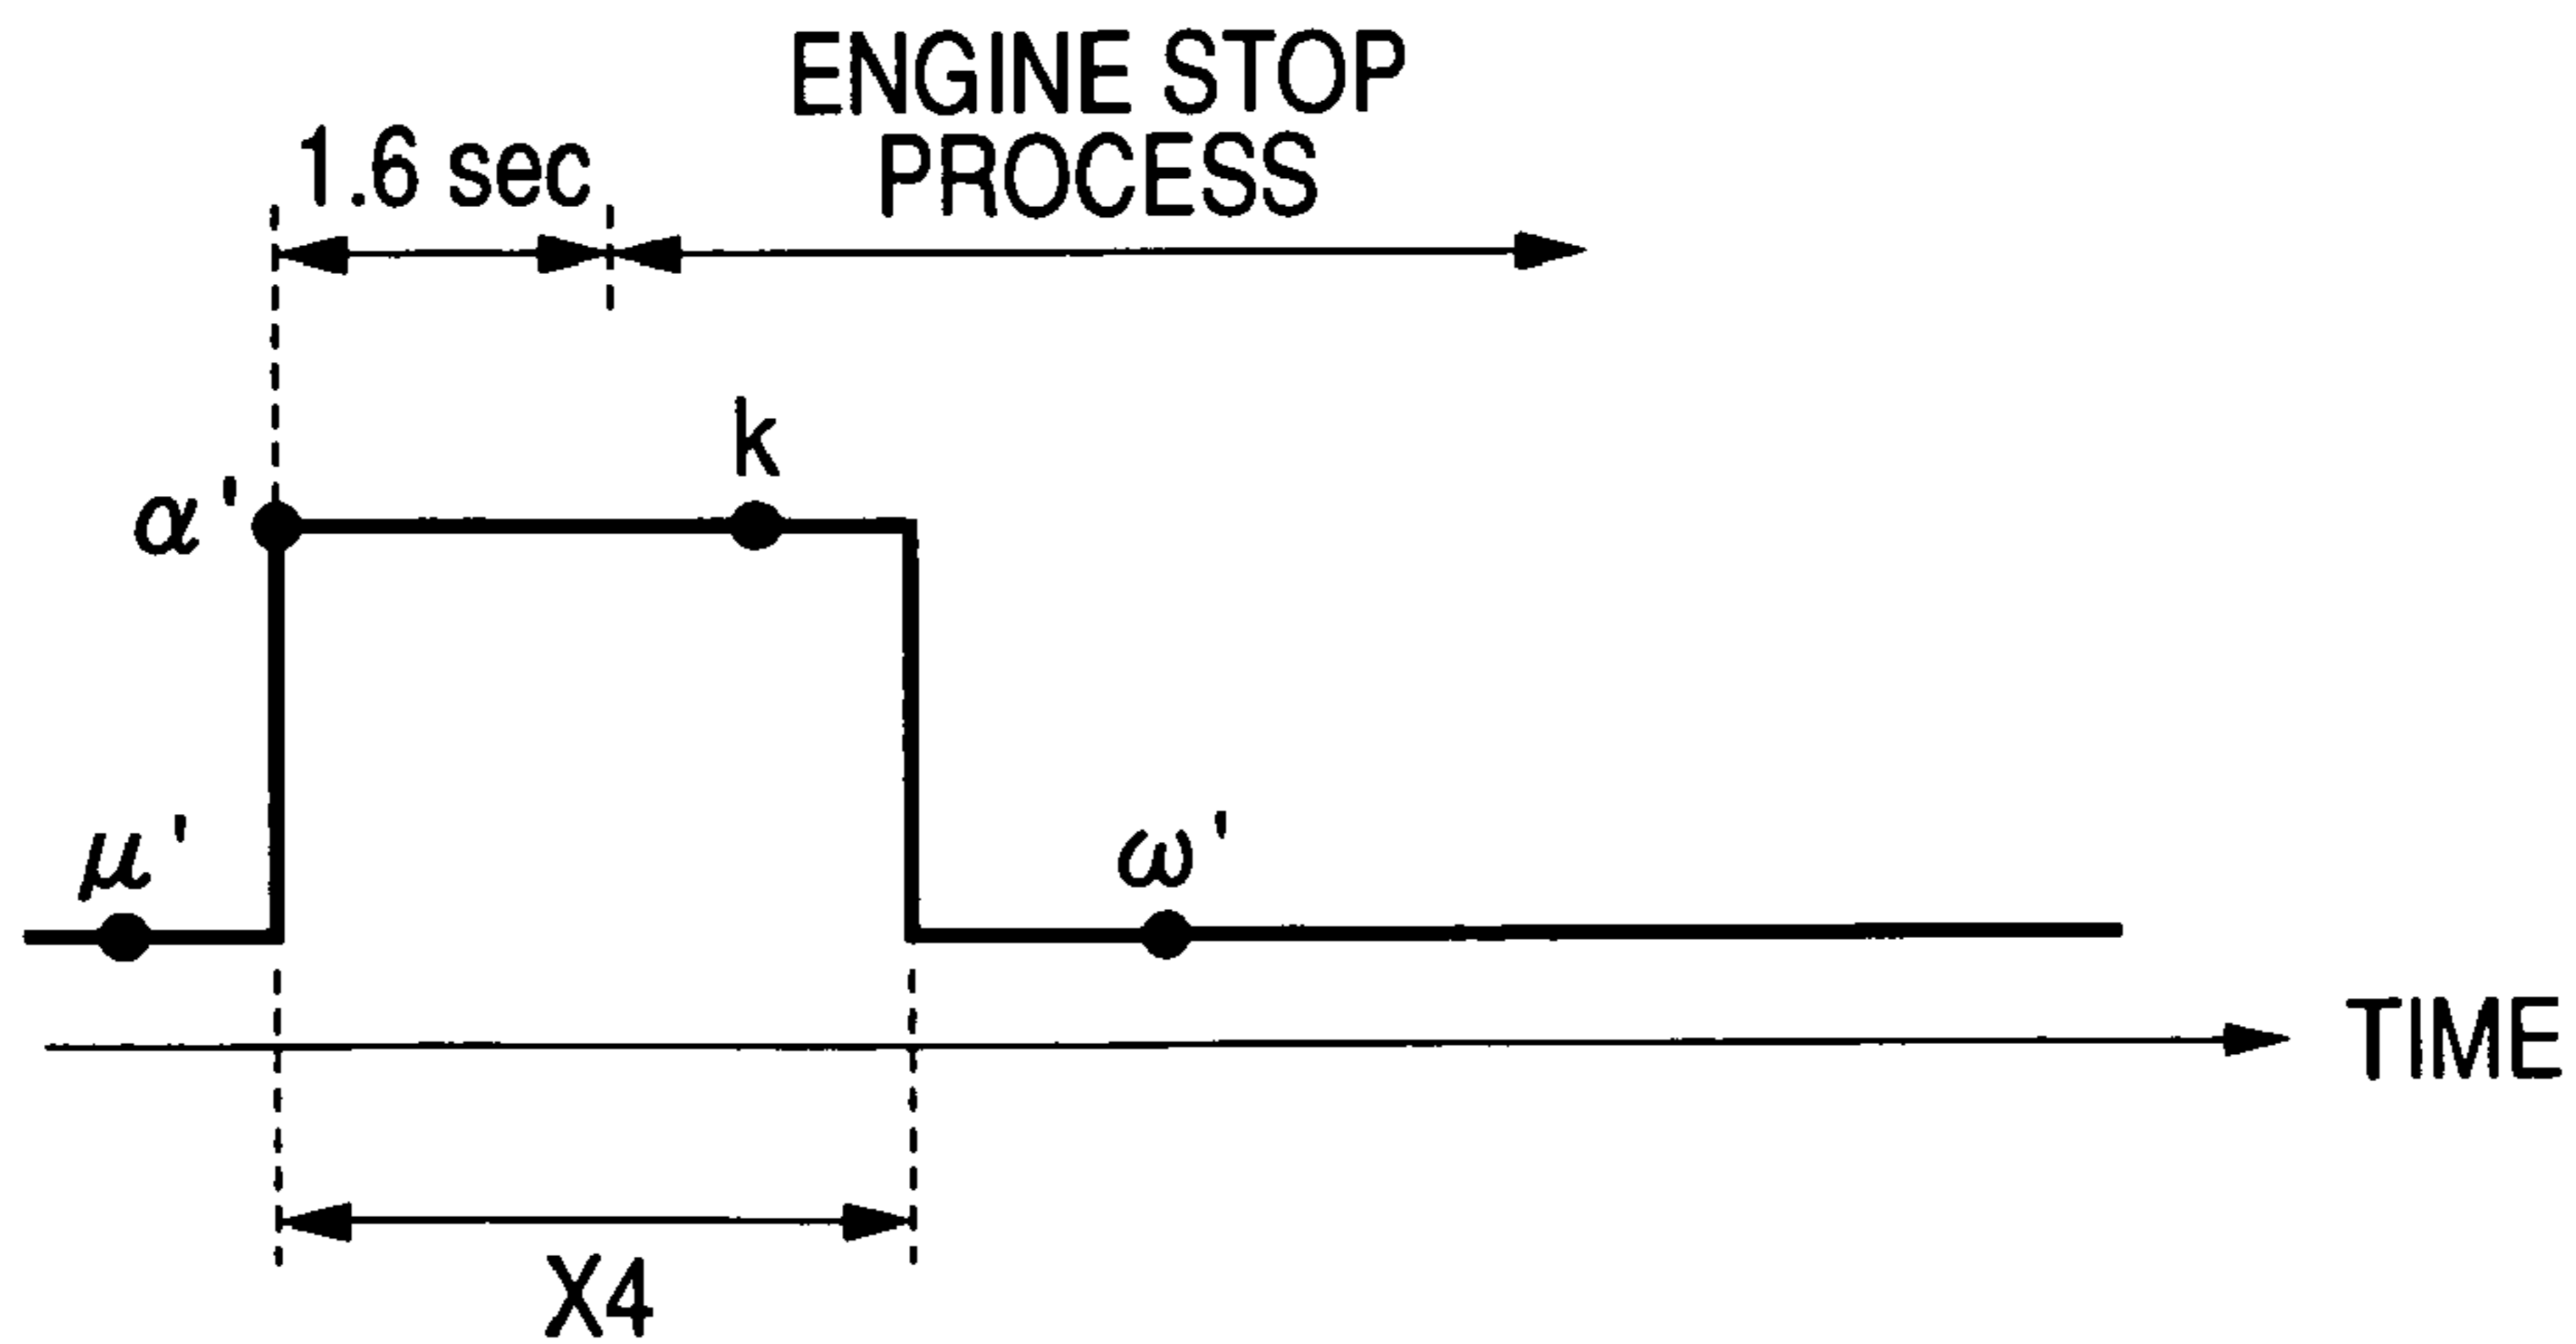 ENGINE STOP
PROCESS
1.6 sec
k
α'
μ'
ω'
TIME
X4